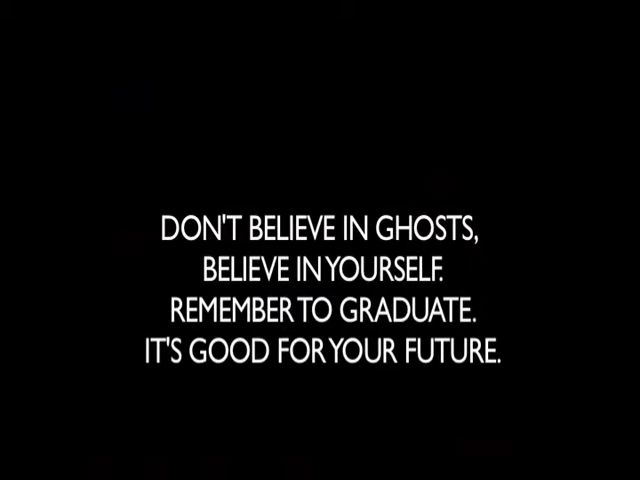 DON'T BELIEVE IN GHOSTS,
BELIEVE IN YOURSELF.
REMEMBER TO GRADUATE.
IT'S GOOD FOR YOUR FUTURE.